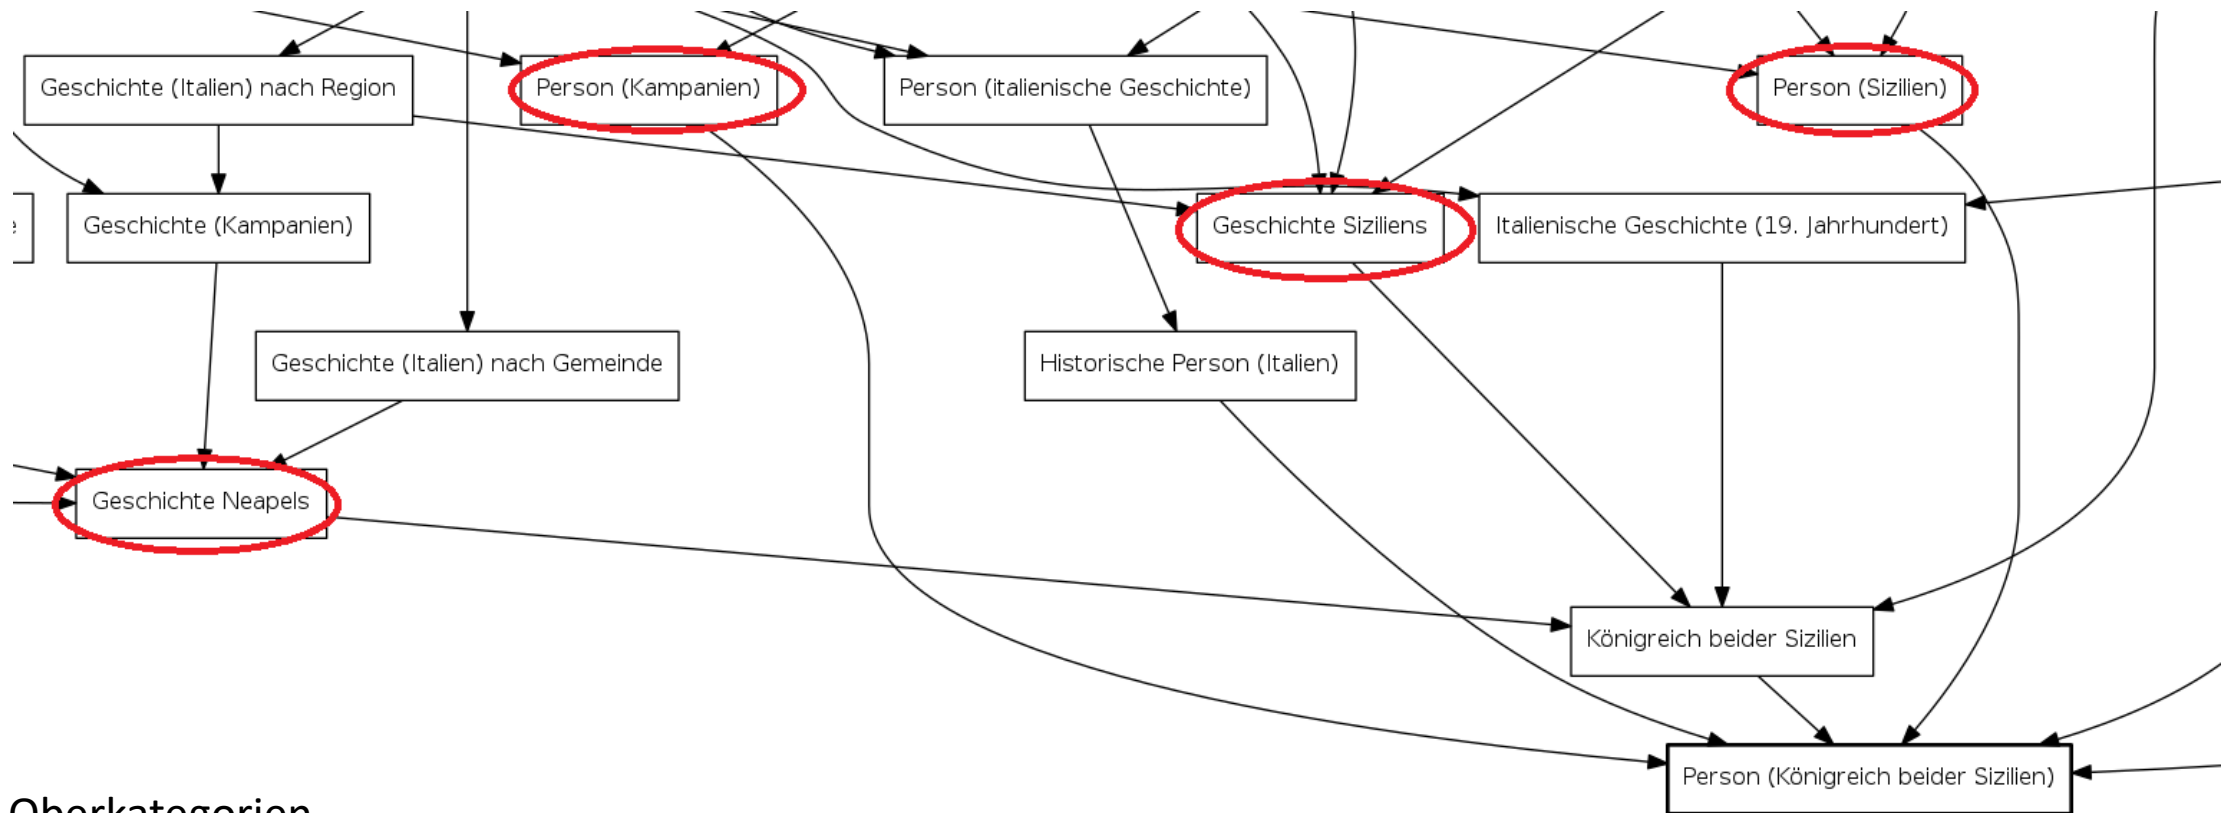 Geschichte (Italien) nach Region
Person (Kampanien)
Person (italienische Geschichte)
Person (Sizilien)
e
Geschichte (Kampanien)
Geschichte Siziliens
Italienische Geschichte (19. Jahrhundert)
Geschichte (Italien) nach Gemeinde
Historische Person (Italien)
Geschichte Neapels
Königreich beider Sizilien
Person (Königreich beider Sizilien)
Oberkategorien